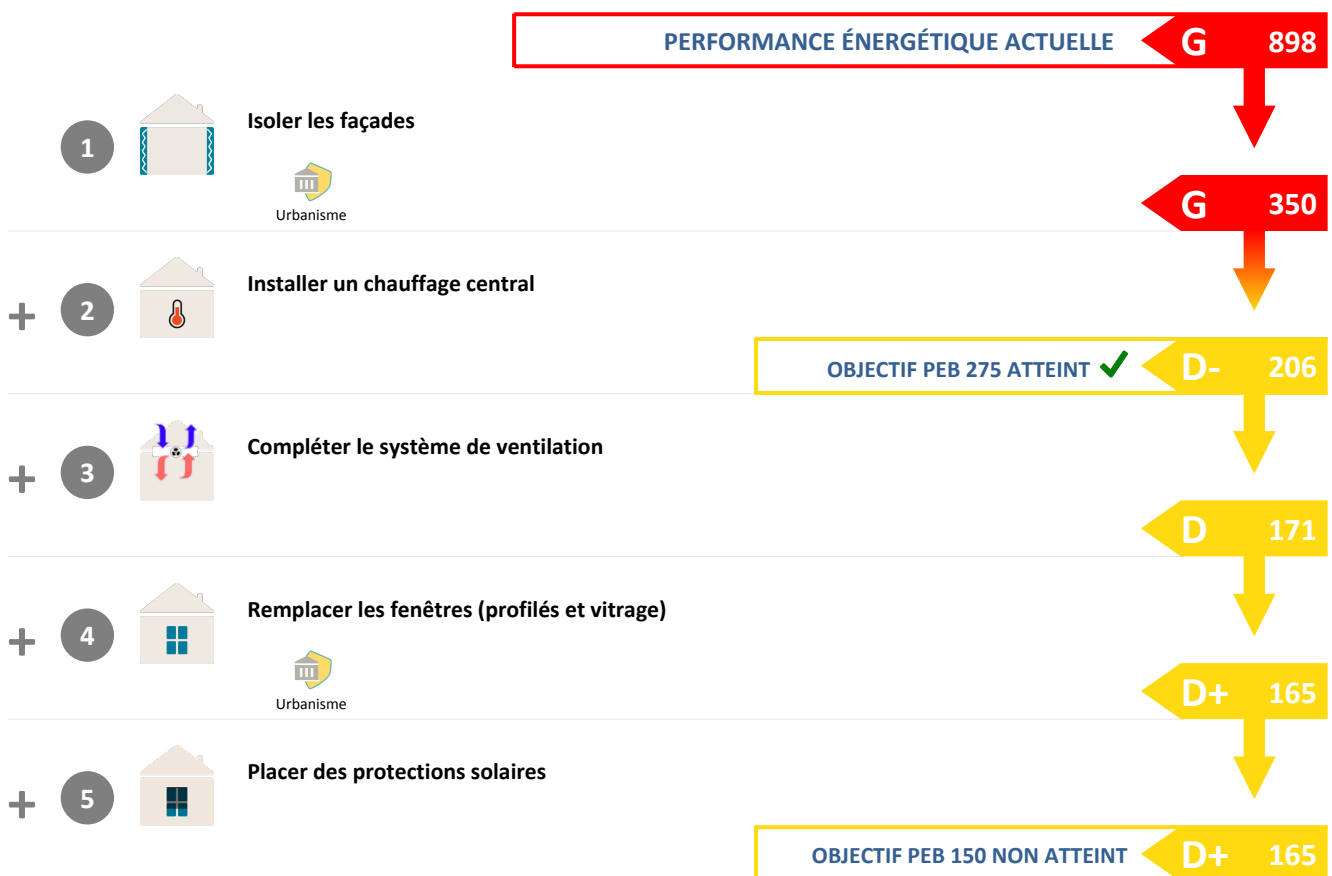 PERFORMANCE ÉNERGÉTIQUE ACTUELLE G 898
1 Isoler les façades
Urbanisme
G 350
+ 2 Installer un chauffage central
OBJECTIF PEB 275 ATTEINT ✓ D- 206
+ 3 Compléter le système de ventilation
D 171
+ 4 Remplacer les fenêtres (profilés et vitrage)
Urbanisme
D+ 165
+ 5 Placer des protections solaires
OBJECTIF PEB 150 NON ATTEINT D+ 165